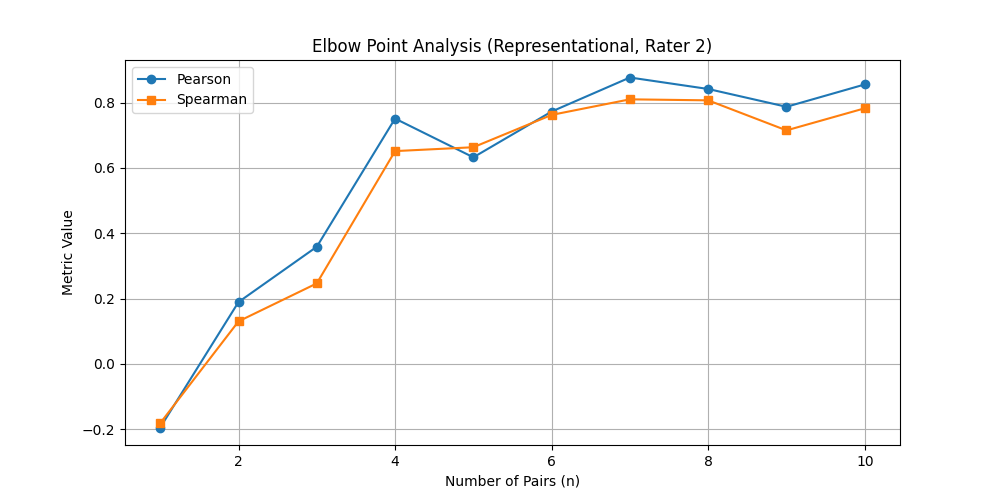 Elbow Point Analysis (Representational, Rater 2)
Pearson
Spearman
Metric Value
0.8
0.6
0.4
0.2
0.0
−0.2
2 4 6 8 10
Number of Pairs (n)